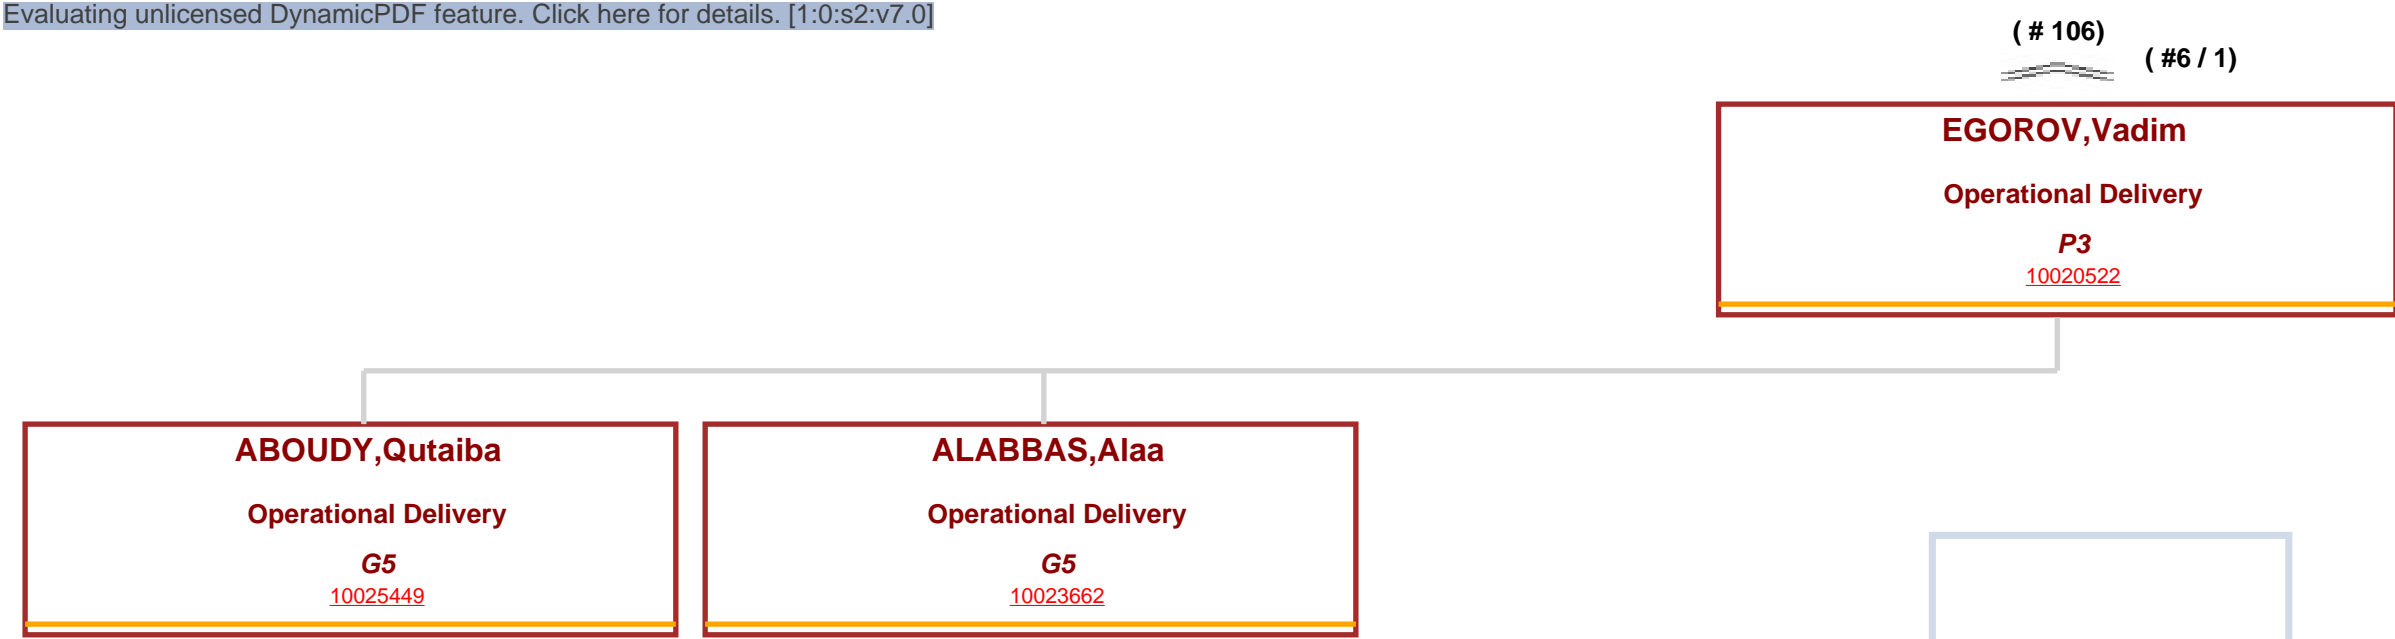 Evaluating unlicensed DynamicPDF feature. Click here for details. [1:0:s2:v7.0]
( # 106)
( #6 / 1)
EGOROV,Vadim
Operational Delivery
P3
10020522
ABOUDY,Qutaiba
Operational Delivery
G5
10025449
ALABBAS,Alaa
Operational Delivery
G5
10023662